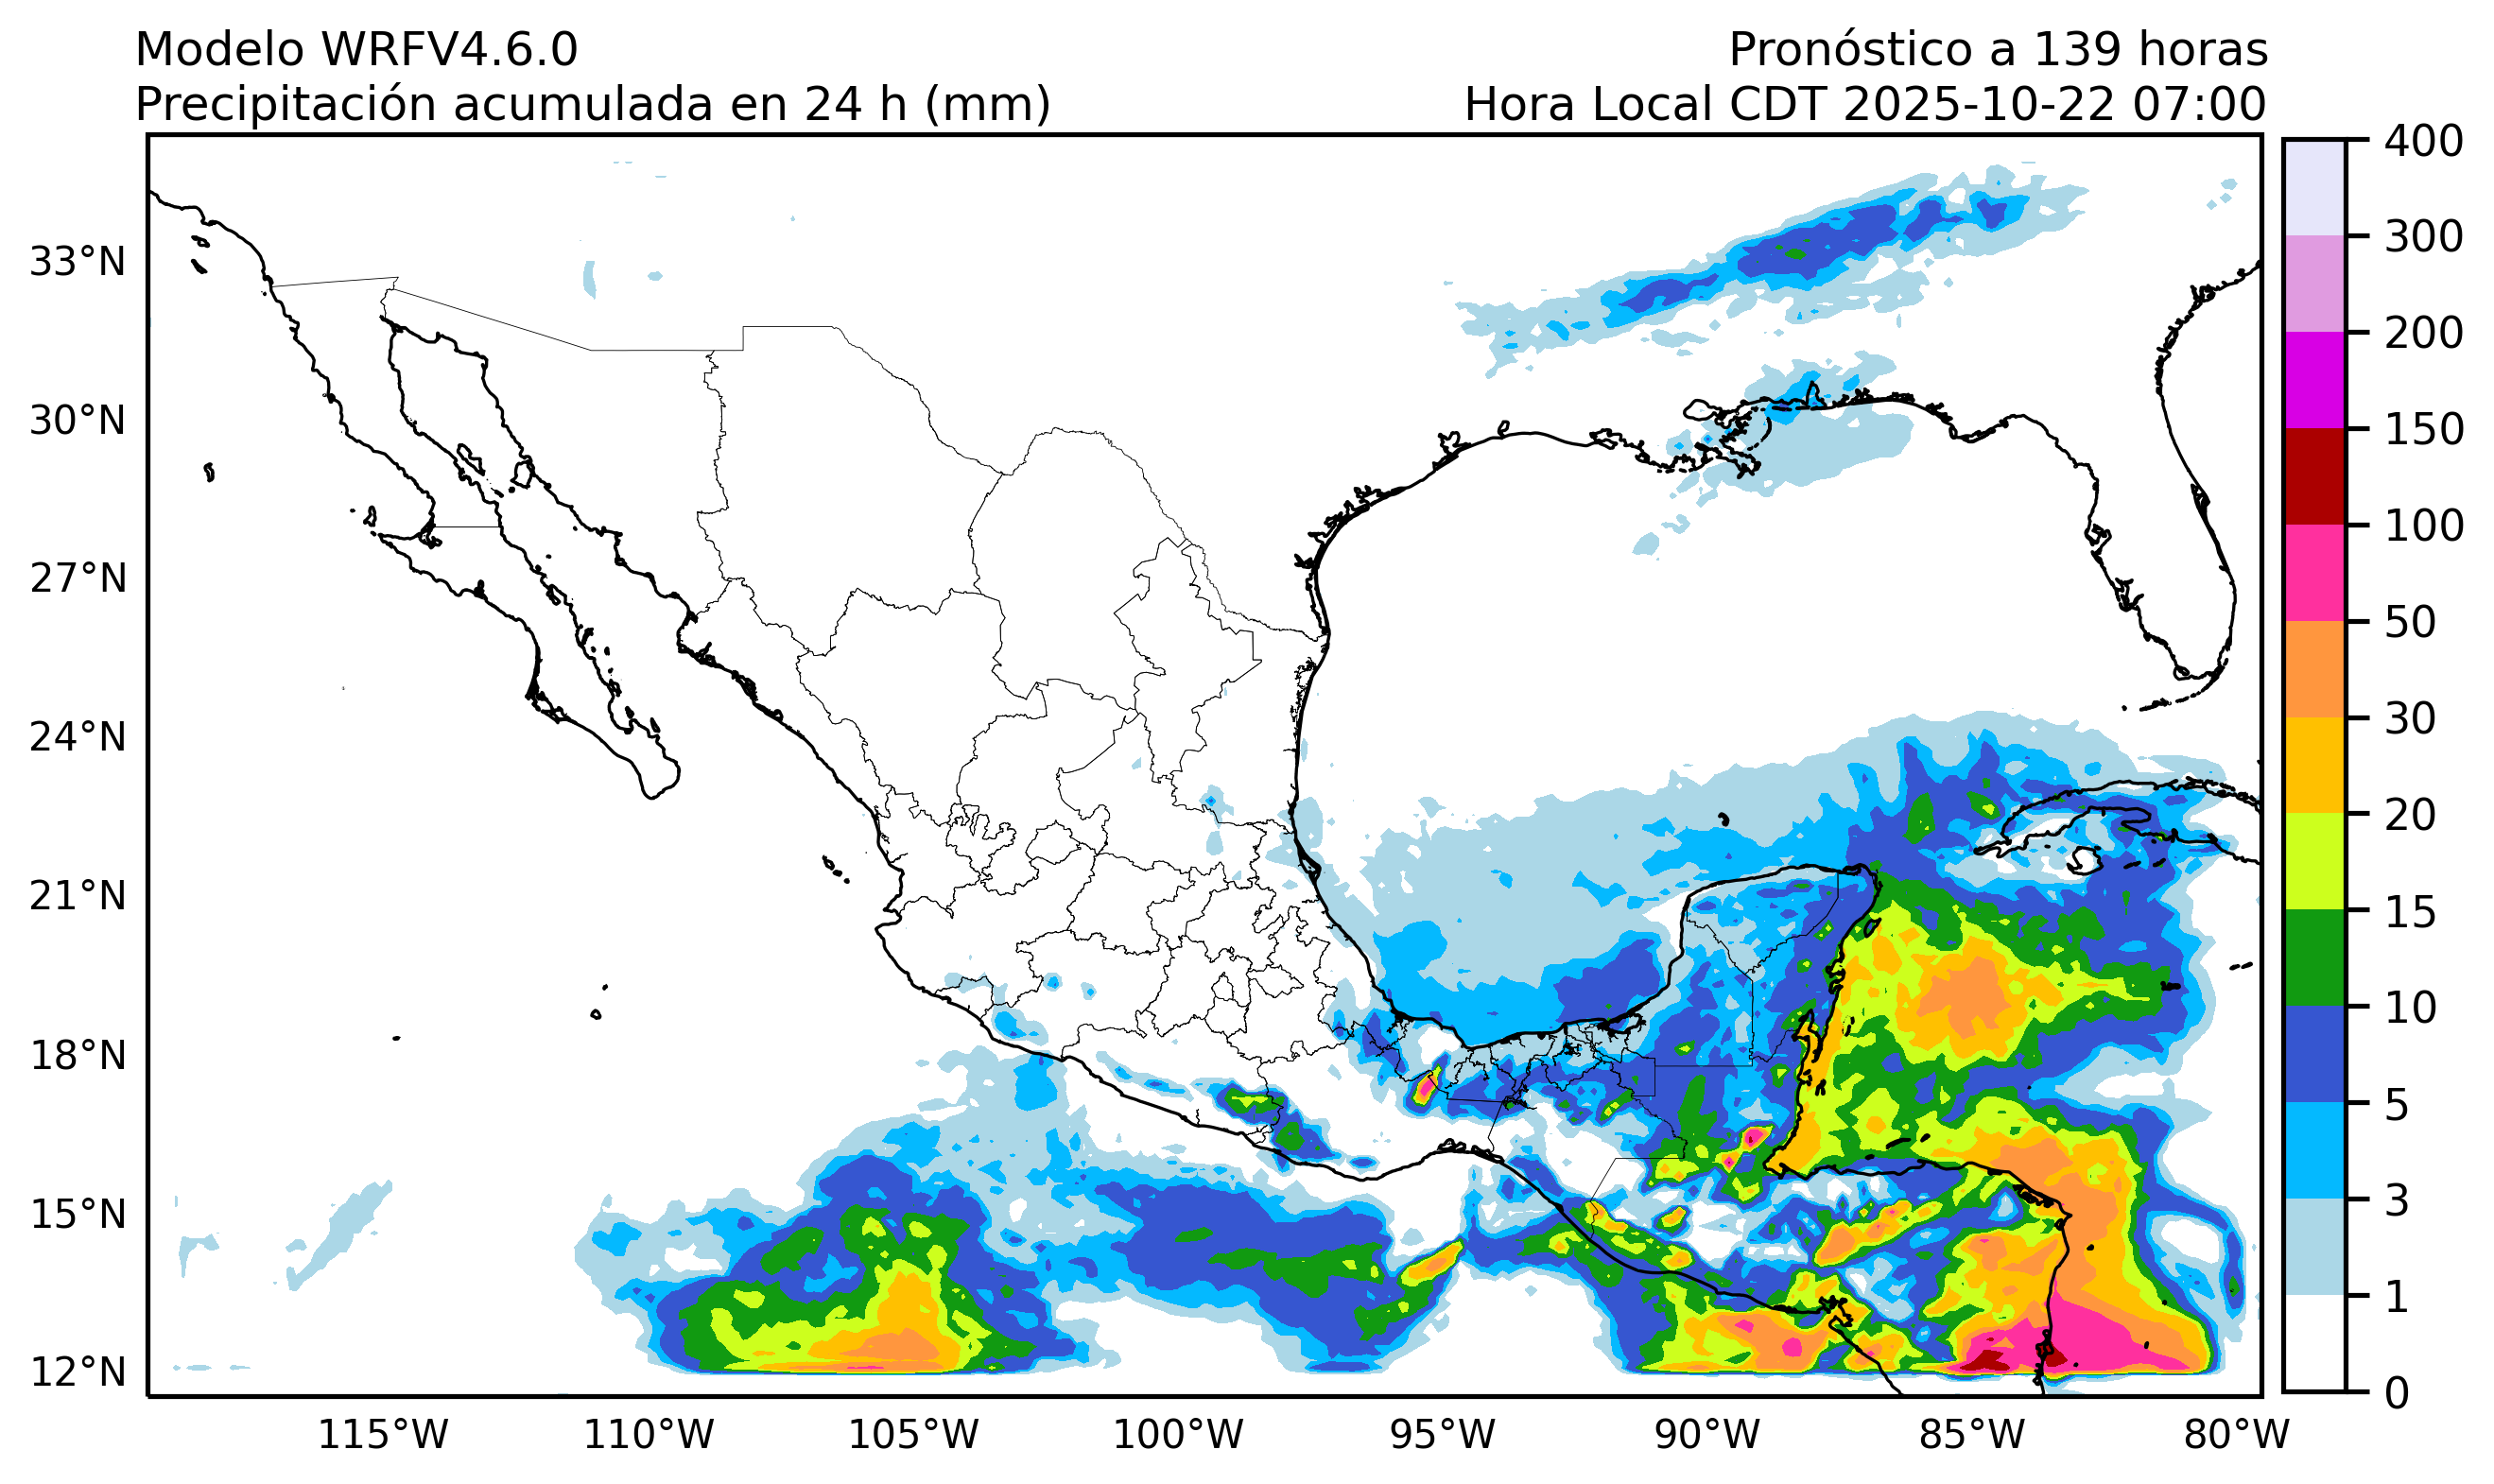 Modelo WRFV4.6.0
Pronóstico a 139 horas
Precipitación acumulada en 24 h (mm)
Hora Local CDT 2025-10-22 07:00
400
300
200
150
100
50
30
20
15
10
5
3
1
0
33°N
30°N
27°N
24°N
21°N
18°N
15°N
12°N
115°W
110°W
105°W
100°W
95°W
90°W
85°W
80°W